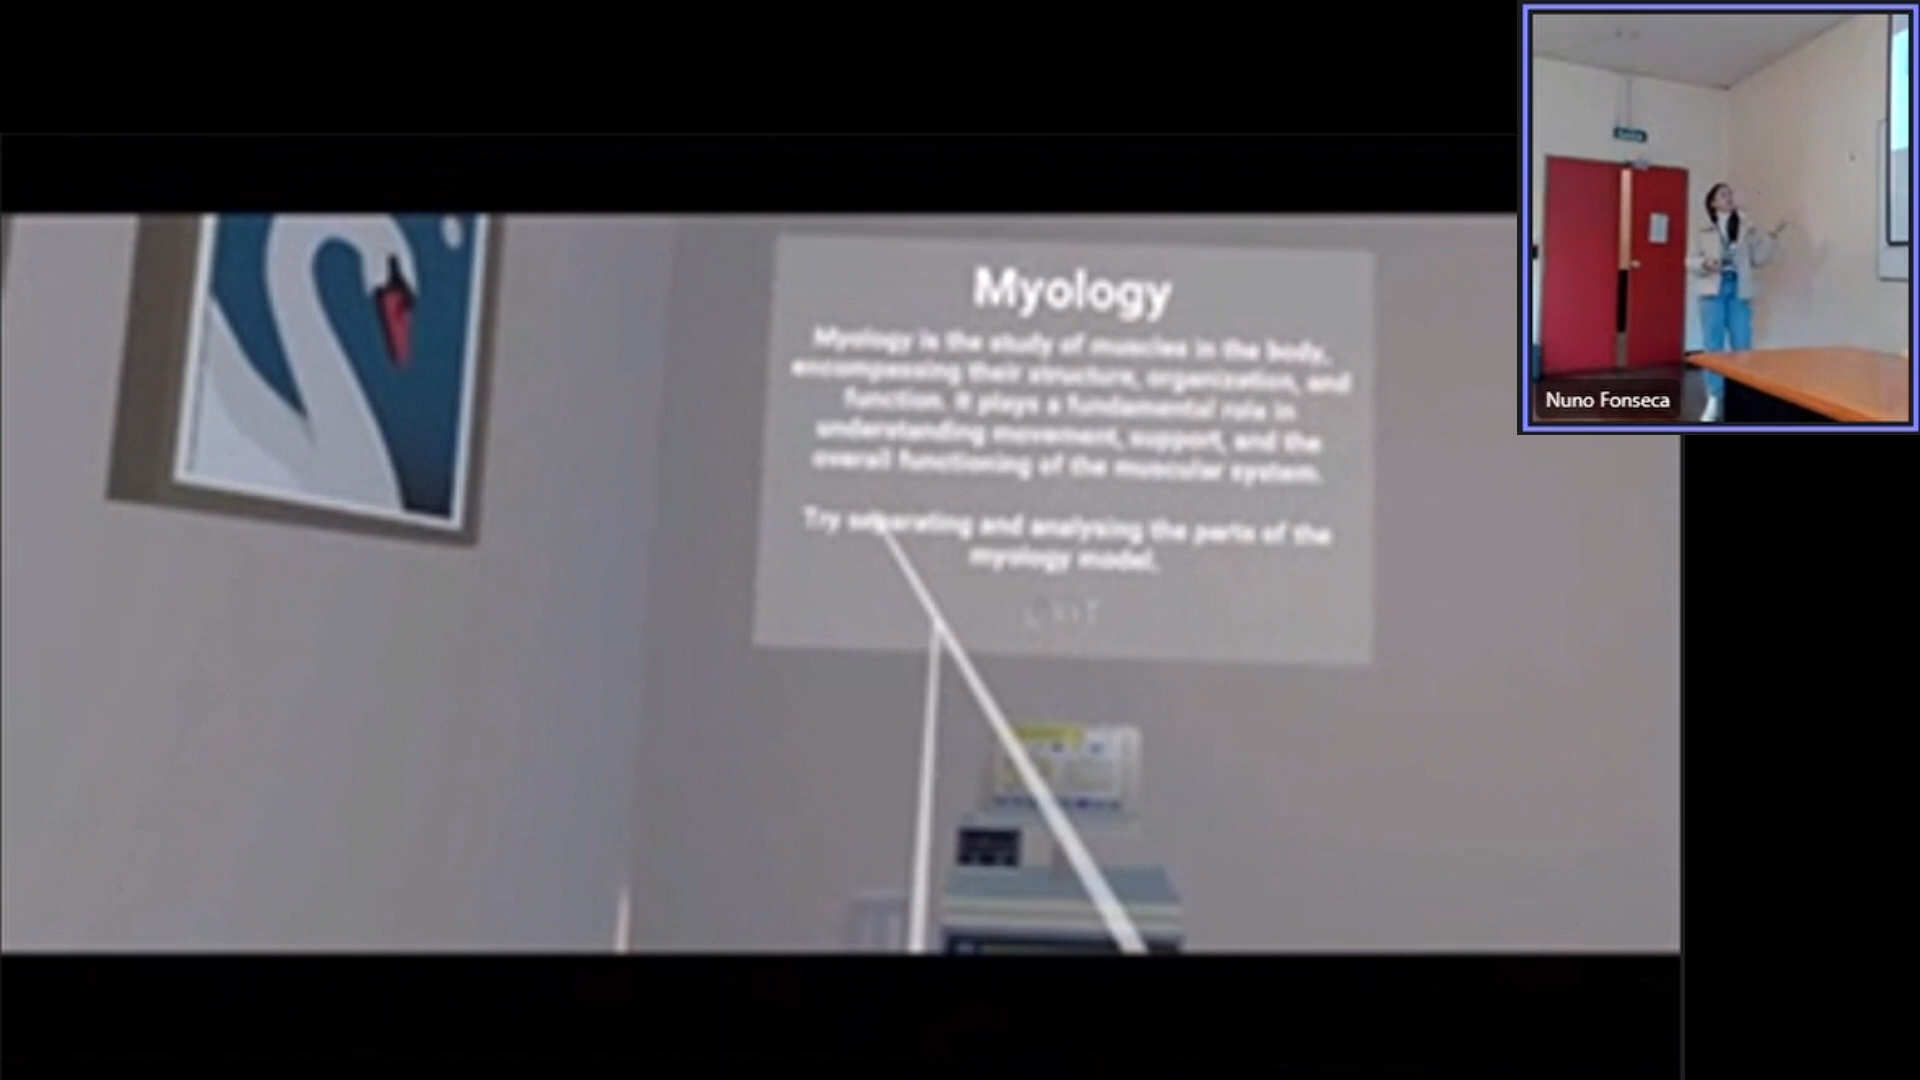 Myology
Myology is the study of muscles in the body,
encompassing their structure, organization, and
function. It plays a fundamental role in
understanding movement, support, and the
overall functioning of the muscular system.
Try separating and analysing the parts of the
myology model.
EXIT
Nuno Fonseca